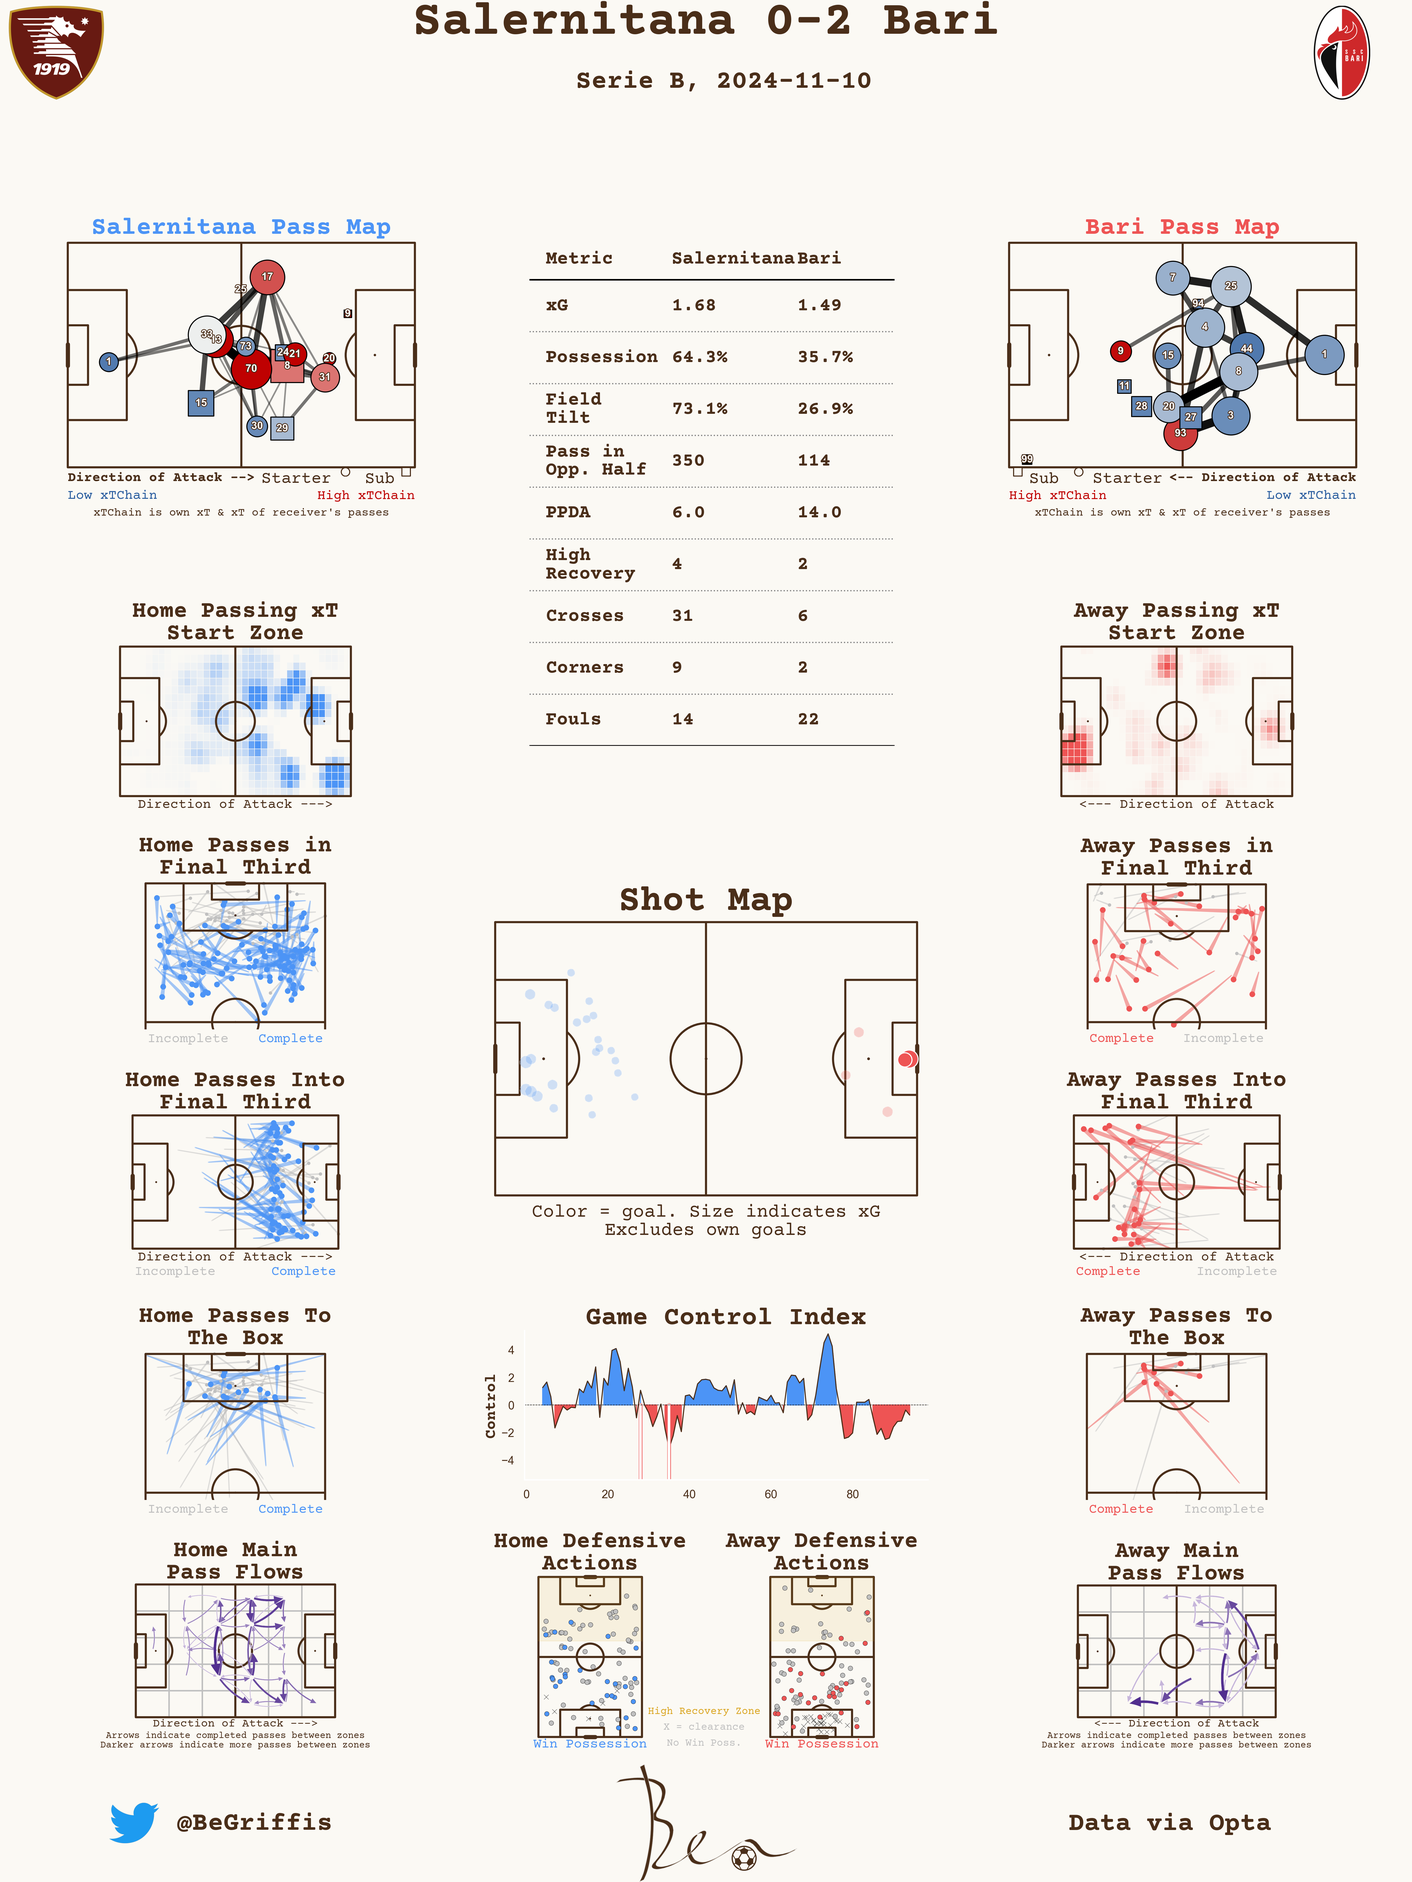 Salernitana 0-2 Bari
Serie B, 2024-11-10
1919
SSC
BARI
Salernitana Pass Map
17
25
9
33
13
73
24
21
20
1
70
8
31
15
30
29
Direction of Attack --> Starter Sub
Low xTChain High xTChain
xTChain is own xT & xT of receiver's passes
Metric Salernitana Bari
xG 1.68 1.49
Possession 64.3% 35.7%
Field
Tilt 73.1% 26.9%
Pass in
Opp. Half 350 114
PPDA 6.0 14.0
High
Recovery 4 2
Crosses 31 6
Corners 9 2
Fouls 14 22
Bari Pass Map
7
25
94
4
9
15
44
1
8
11
28
20
27
3
93
99
Sub Starter <-- Direction of Attack
High xTChain Low xTChain
xTChain is own xT & xT of receiver's passes
Home Passing xT
Start Zone
Direction of Attack --->
Away Passing xT
Start Zone
<--- Direction of Attack
Home Passes in
Final Third
Incomplete Complete
Away Passes in
Final Third
Complete Incomplete
Shot Map
Color = goal. Size indicates xG
Excludes own goals
Home Passes Into
Final Third
Direction of Attack --->
Incomplete Complete
Away Passes Into
Final Third
<--- Direction of Attack
Complete Incomplete
Home Passes To
The Box
Incomplete Complete
Game Control Index
Control
4
2
0
−2
−4
0 20 40 60 80
Away Passes To
The Box
Complete Incomplete
Home Main
Pass Flows
Direction of Attack --->
Arrows indicate completed passes between zones
Darker arrows indicate more passes between zones
Home Defensive
Actions
Win Possession
High Recovery Zone
X = clearance
No Win Poss.
Away Defensive
Actions
Win Possession
Away Main
Pass Flows
<--- Direction of Attack
Arrows indicate completed passes between zones
Darker arrows indicate more passes between zones
@BeGriffis
Ben
Data via Opta